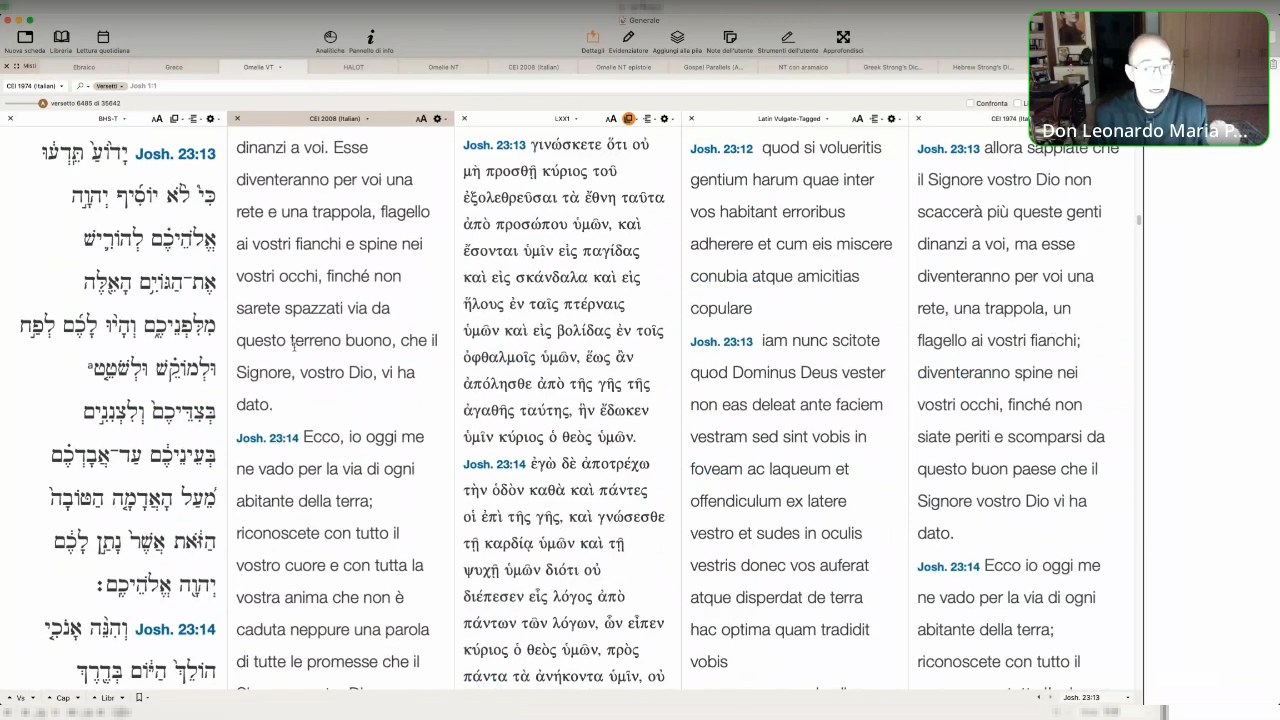 Generale
Nuova scheda
Libreria
Lettura quotidiana
Analitiche
Pannello di info
Dettagli
Evidenziatore
Aggiungi alla pila
Note dell'utente
Strumenti dell'utente
Approfondisci
Ebraico
Greco
Omelie VT
HALOT
Omelie NT
CEI 2008 (Italian)
Omelie NT epistole
Gospel Parallels (A...
NT con aramaico
Greek Strong's Dic...
Hebrew Strong's Di...
CEI 1974 (Italian)
Versetti
Josh 1:1
versetto 6485 di 35642
Confronta
Don Leonardo Maria P...
BHS-T
CEI 2008 (Italian)
LXX1
Latin Vulgate-Tagged
CEI 1974 (Italian)
Josh. 23:13 יָד֙וֹעַ֙ תֵּֽדְע֔וּ
כִּי֩ לֹ֨א יוֹסִ֜יף יְהוָ֣ה
אֱלֹהֵיכֶ֗ם לְהוֹרִ֛ישׁ
אֶת־הַגּוֹיִ֥ם הָאֵ֖לֶּה
מִלִּפְנֵיכֶ֑ם וְהָי֨וּ לָכֶ֜ם לְפַ֣ח
וּלְמוֹקֵ֗שׁ וּלְשֹׁטֵ֤טa
בְּצִדֵּיכֶם֙ וְלִצְנִנִ֣ים
בְּעֵינֵיכֶ֔ם עַד־אֲבָדְכֶ֗ם
מֵ֠עַל הָאֲדָמָ֤ה הַטּוֹבָה֙
הַזֹּ֔את אֲשֶׁר֙ נָתַ֣ן לָכֶ֔ם
יְהוָ֖ה אֱלֹהֵיכֶֽם׃
Josh. 23:14 וְהִנֵּ֨ה אָנֹכִ֤י
הוֹלֵךְ֙ הַיּ֔וֹם בְּדֶ֖רֶךְ
dinanzi a voi. Esse
diventeranno per voi una
rete e una trappola, flagello
ai vostri fianchi e spine nei
vostri occhi, finché non
sarete spazzati via da
questo terreno buono, che il
Signore, vostro Dio, vi ha
dato.
Josh. 23:14 Ecco, io oggi me
ne vado per la via di ogni
abitante della terra;
riconoscete con tutto il
vostro cuore e con tutta la
vostra anima che non è
caduta neppure una parola
di tutte le promesse che il
Josh. 23:13 γινώσκετε ὅτι οὐ
μὴ προσθῇ κύριος τοῦ
ἐξολεθρεῦσαι τὰ ἔθνη ταῦτα
ἀπὸ προσώπου ὑμῶν, καὶ
ἔσονται ὑμῖν εἰς παγίδας
καὶ εἰς σκάνδαλα καὶ εἰς
ἥλους ἐν ταῖς πτέρναις
ὑμῶν καὶ εἰς βολίδας ἐν τοῖς
ὀφθαλμοῖς ὑμῶν, ἕως ἂν
ἀπόλησθε ἀπὸ τῆς γῆς τῆς
ἀγαθῆς ταύτης, ἣν ἔδωκεν
ὑμῖν κύριος ὁ θεὸς ὑμῶν.
Josh. 23:14 ἐγὼ δὲ ἀποτρέχω
τὴν ὁδὸν καθὰ καὶ πάντες
οἱ ἐπὶ τῆς γῆς, καὶ γνώσεσθε
τῇ καρδίᾳ ὑμῶν καὶ τῇ
ψυχῇ ὑμῶν διότι οὐ
διέπεσεν εἷς λόγος ἀπὸ
πάντων τῶν λόγων, ὧν εἶπεν
κύριος ὁ θεὸς ὑμῶν, πρὸς
πάντα τὰ ἀνήκοντα ὑμῖν, οὐ
Josh. 23:12 quod si volueritis
gentium harum quae inter
vos habitant erroribus
adherere et cum eis miscere
conubia atque amicitias
copulare
Josh. 23:13 iam nunc scitote
quod Dominus Deus vester
non eas deleat ante faciem
vestram sed sint vobis in
foveam ac laqueum et
offendiculum ex latere
vestro et sudes in oculis
vestris donec vos auferat
atque disperdat de terra
hac optima quam tradidit
vobis
Josh. 23:13 allora sappiate che
il Signore vostro Dio non
scaccerà più queste genti
dinanzi a voi, ma esse
diventeranno per voi una
rete, una trappola, un
flagello ai vostri fianchi;
diventeranno spine nei
vostri occhi, finché non
siate periti e scomparsi da
questo buon paese che il
Signore vostro Dio vi ha
dato.
Josh. 23:14 Ecco io oggi me
ne vado per la via di ogni
abitante della terra;
riconoscete con tutto il
Vs
Cap
Libr
Josh. 23:13